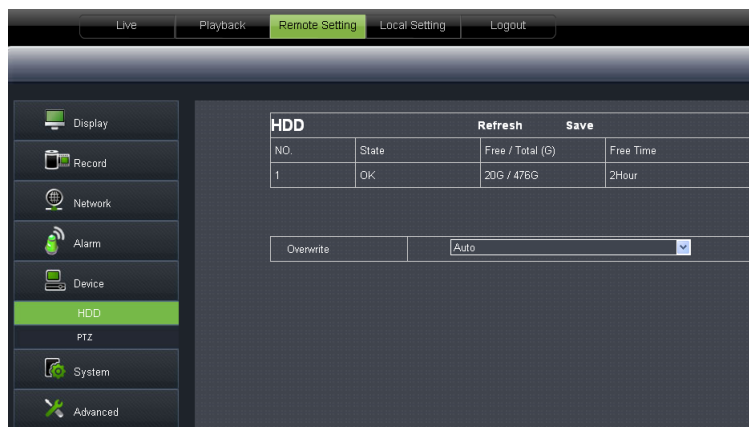 Live Playback Remote Setting Local Setting Logout
Display
Record
Network
Alarm
Device
HDD
PTZ
System
Advanced
HDD Refresh Save
NO. State Free / Total (G) Free Time
1 OK 20G / 476G 2Hour
Overwrite Auto